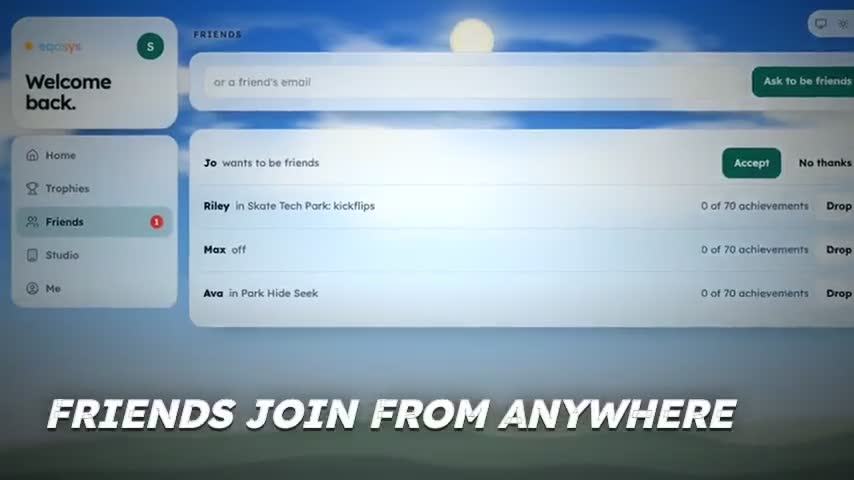 eqosys
S
Welcome
back.
Home
Trophies
Friends
1
Studio
Me
FRIENDS
or a friend's email
Ask to be friends
Jo wants to be friends
Accept
No thanks
Riley in Skate Tech Park: kickflips
0 of 70 achievements
Drop
Max off
0 of 70 achievements
Drop
Ava in Park Hide Seek
0 of 70 achievements
Drop
FRIENDS JOIN FROM ANYWHERE